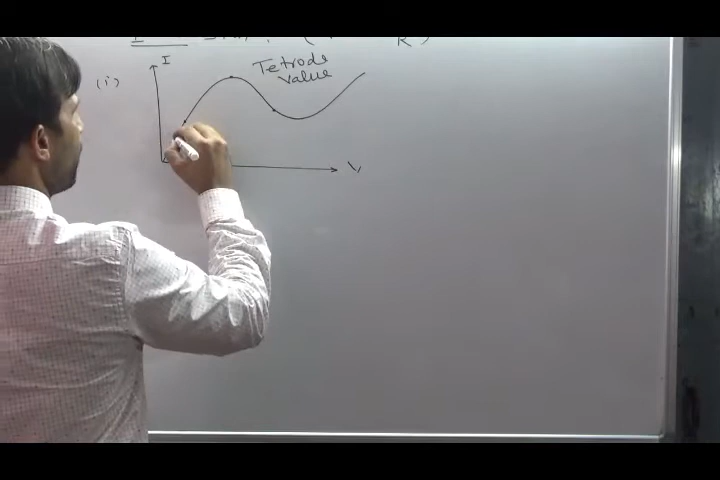 (i)
I
Tetrode
value
V